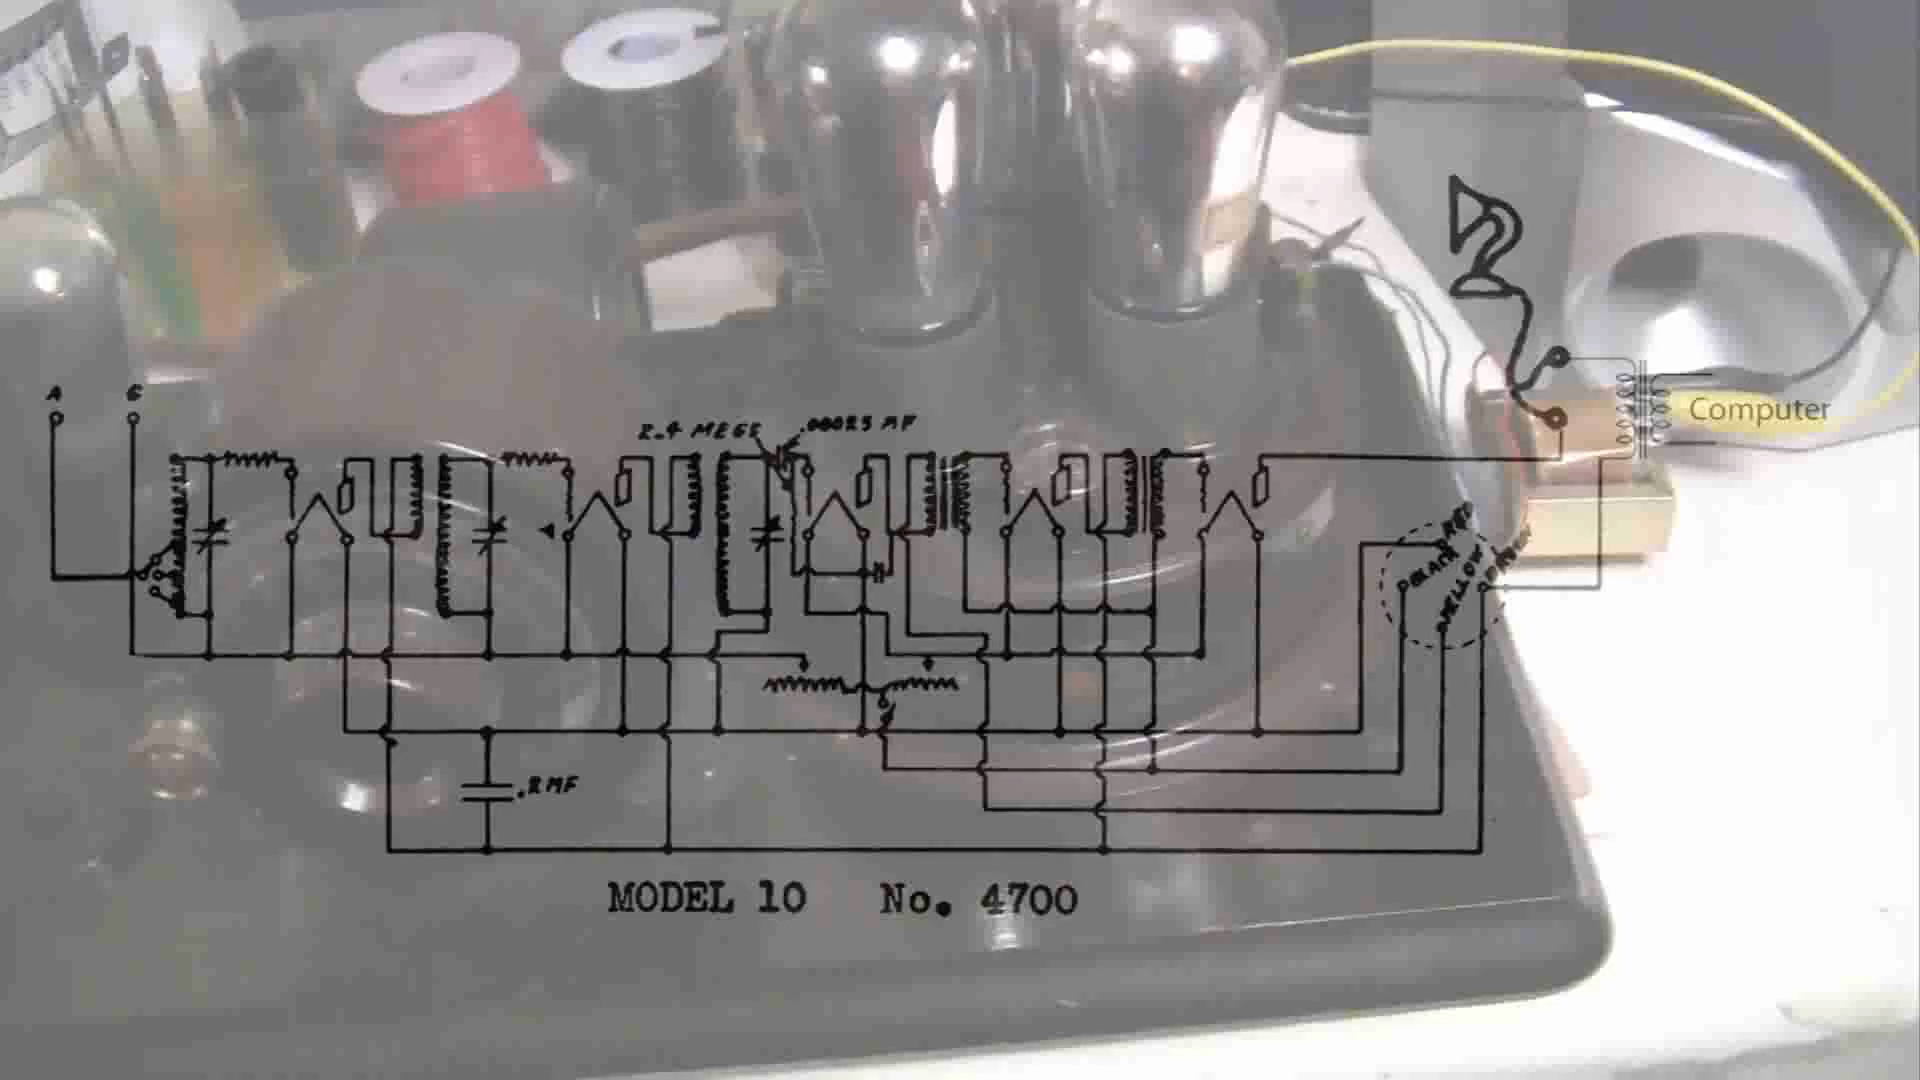 A G
2.4 MEGS .00025 MF
Computer
RED
BLACK
YELLOW
.2 MF
MODEL 10 No. 4700